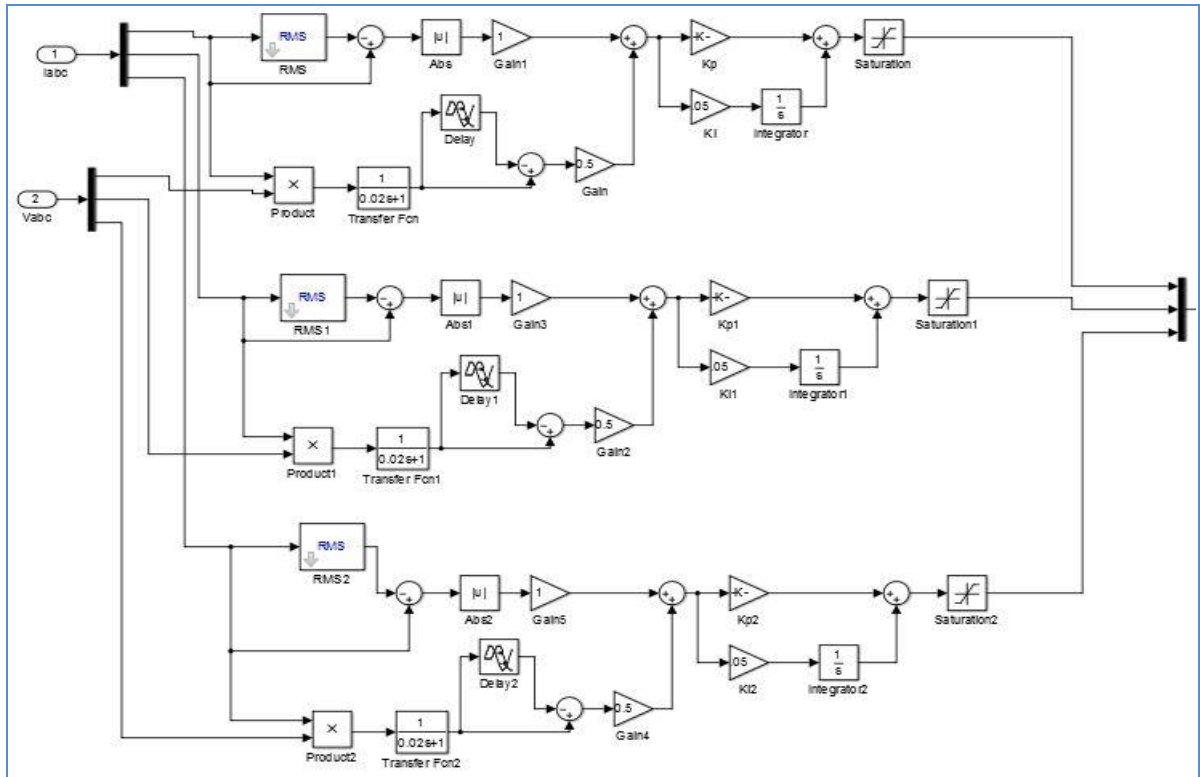 RMS
RMS
|u|
Abs
1
Gain1
-K-
Kp
Saturation
1
Iabc
Delay
.05
KI
1
s
Integrator
0.5
Gain
×
Product
1
0.02s+1
Transfer Fcn
2
Vabc
RMS
RMS1
|u|
Abs1
1
Gain3
-K-
Kp1
Saturation1
Delay1
.05
KI1
1
s
Integrator1
0.5
Gain2
×
Product1
1
0.02s+1
Transfer Fcn1
RMS
RMS2
|u|
Abs2
1
Gain5
-K-
Kp2
Saturation2
Delay2
.05
KI2
1
s
Integrator2
0.5
Gain4
×
Product2
1
0.02s+1
Transfer Fcn2